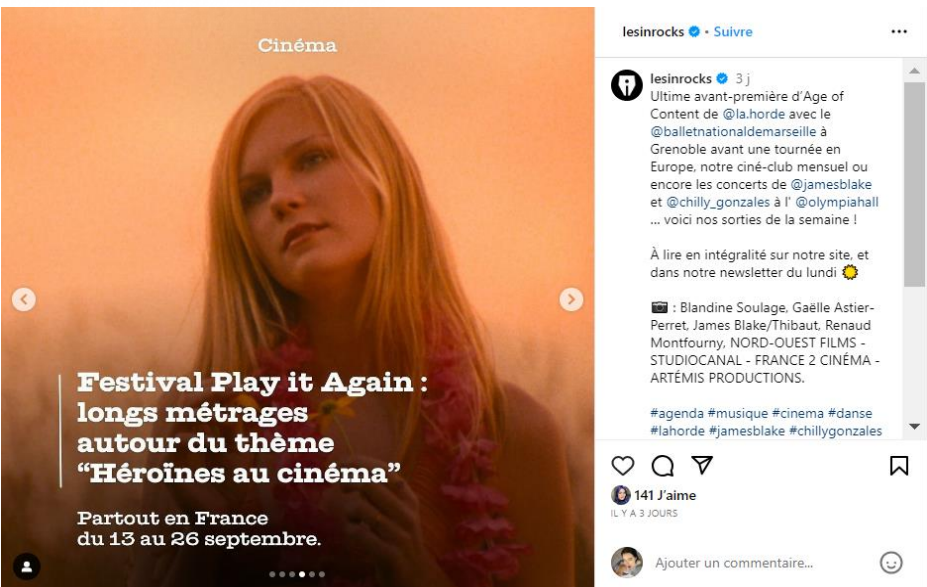 Cinéma
Festival Play it Again :
longs métrages
autour du thème
“Héroïnes au cinéma”
Partout en France
du 13 au 26 septembre.
lesinrocks • Suivre
lesinrocks 3 j
Ultime avant-première d’Age of
Content de @la.horde avec le
@balletnationaldemarseille à
Grenoble avant une tournée en
Europe, notre ciné-club mensuel ou
encore les concerts de @jamesblake
et @chilly_gonzales à l’ @olympiahall
... voici nos sorties de la semaine !
À lire en intégralité sur notre site, et
dans notre newsletter du lundi
: Blandine Soulage, Gaëlle Astier-
Perret, James Blake/Thibaut, Renaud
Montfourny, NORD-OUEST FILMS -
STUDIOCANAL - FRANCE 2 CINÉMA -
ARTÉMIS PRODUCTIONS.
#agenda #musique #cinema #danse
#lahorde #jamesblake #chillygonzales
141 J’aime
IL Y A 3 JOURS
Ajouter un commentaire...